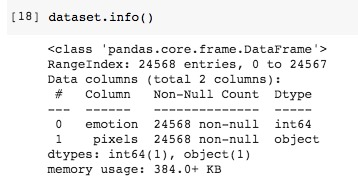 [18] dataset.info()
<class 'pandas.core.frame.DataFrame'>
RangeIndex: 24568 entries, 0 to 24567
Data columns (total 2 columns):
 #   Column   Non-Null Count  Dtype
---  ------   --------------  -----
 0   emotion  24568 non-null  int64
 1    pixels  24568 non-null  object
dtypes: int64(1), object(1)
memory usage: 384.0+ KB